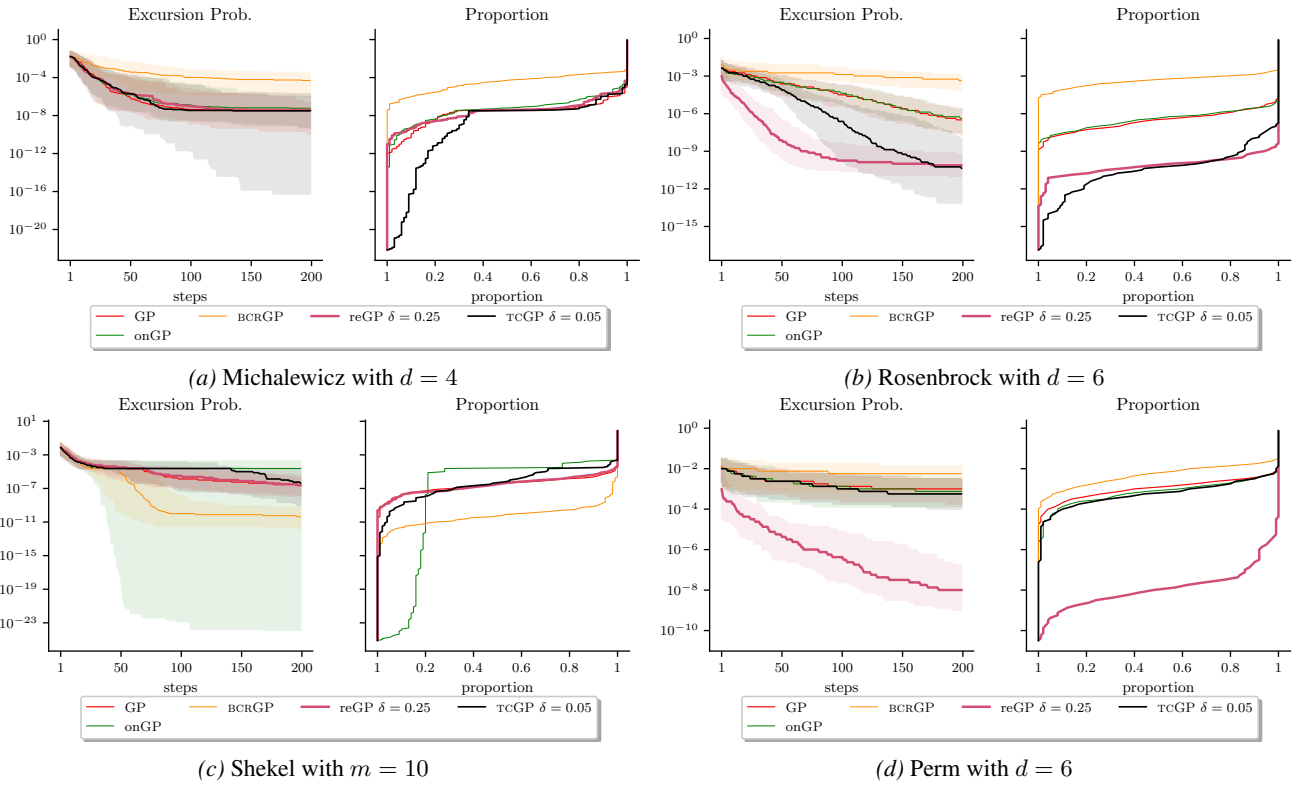 Excursion Prob.
Proportion
10^0
10^−4
10^−8
10^−12
10^−16
10^−20
1 50 100 150 200
1 0.2 0.4 0.6 0.8 1
steps
proportion
GP
BCRGP
reGP δ = 0.25
TCGP δ = 0.05
onGP
(a) Michalewicz with d = 4
Excursion Prob.
Proportion
10^0
10^−3
10^−6
10^−9
10^−12
10^−15
1 50 100 150 200
1 0.2 0.4 0.6 0.8 1
steps
proportion
GP
BCRGP
reGP δ = 0.25
TCGP δ = 0.05
onGP
(b) Rosenbrock with d = 6
Excursion Prob.
Proportion
10^1
10^−3
10^−7
10^−11
10^−15
10^−19
10^−23
1 50 100 150 200
1 0.2 0.4 0.6 0.8 1
steps
proportion
GP
BCRGP
reGP δ = 0.25
TCGP δ = 0.05
onGP
(c) Shekel with m = 10
Excursion Prob.
Proportion
10^0
10^−2
10^−4
10^−6
10^−8
10^−10
1 50 100 150 200
1 0.2 0.4 0.6 0.8 1
steps
proportion
GP
BCRGP
reGP δ = 0.25
TCGP δ = 0.05
onGP
(d) Perm with d = 6